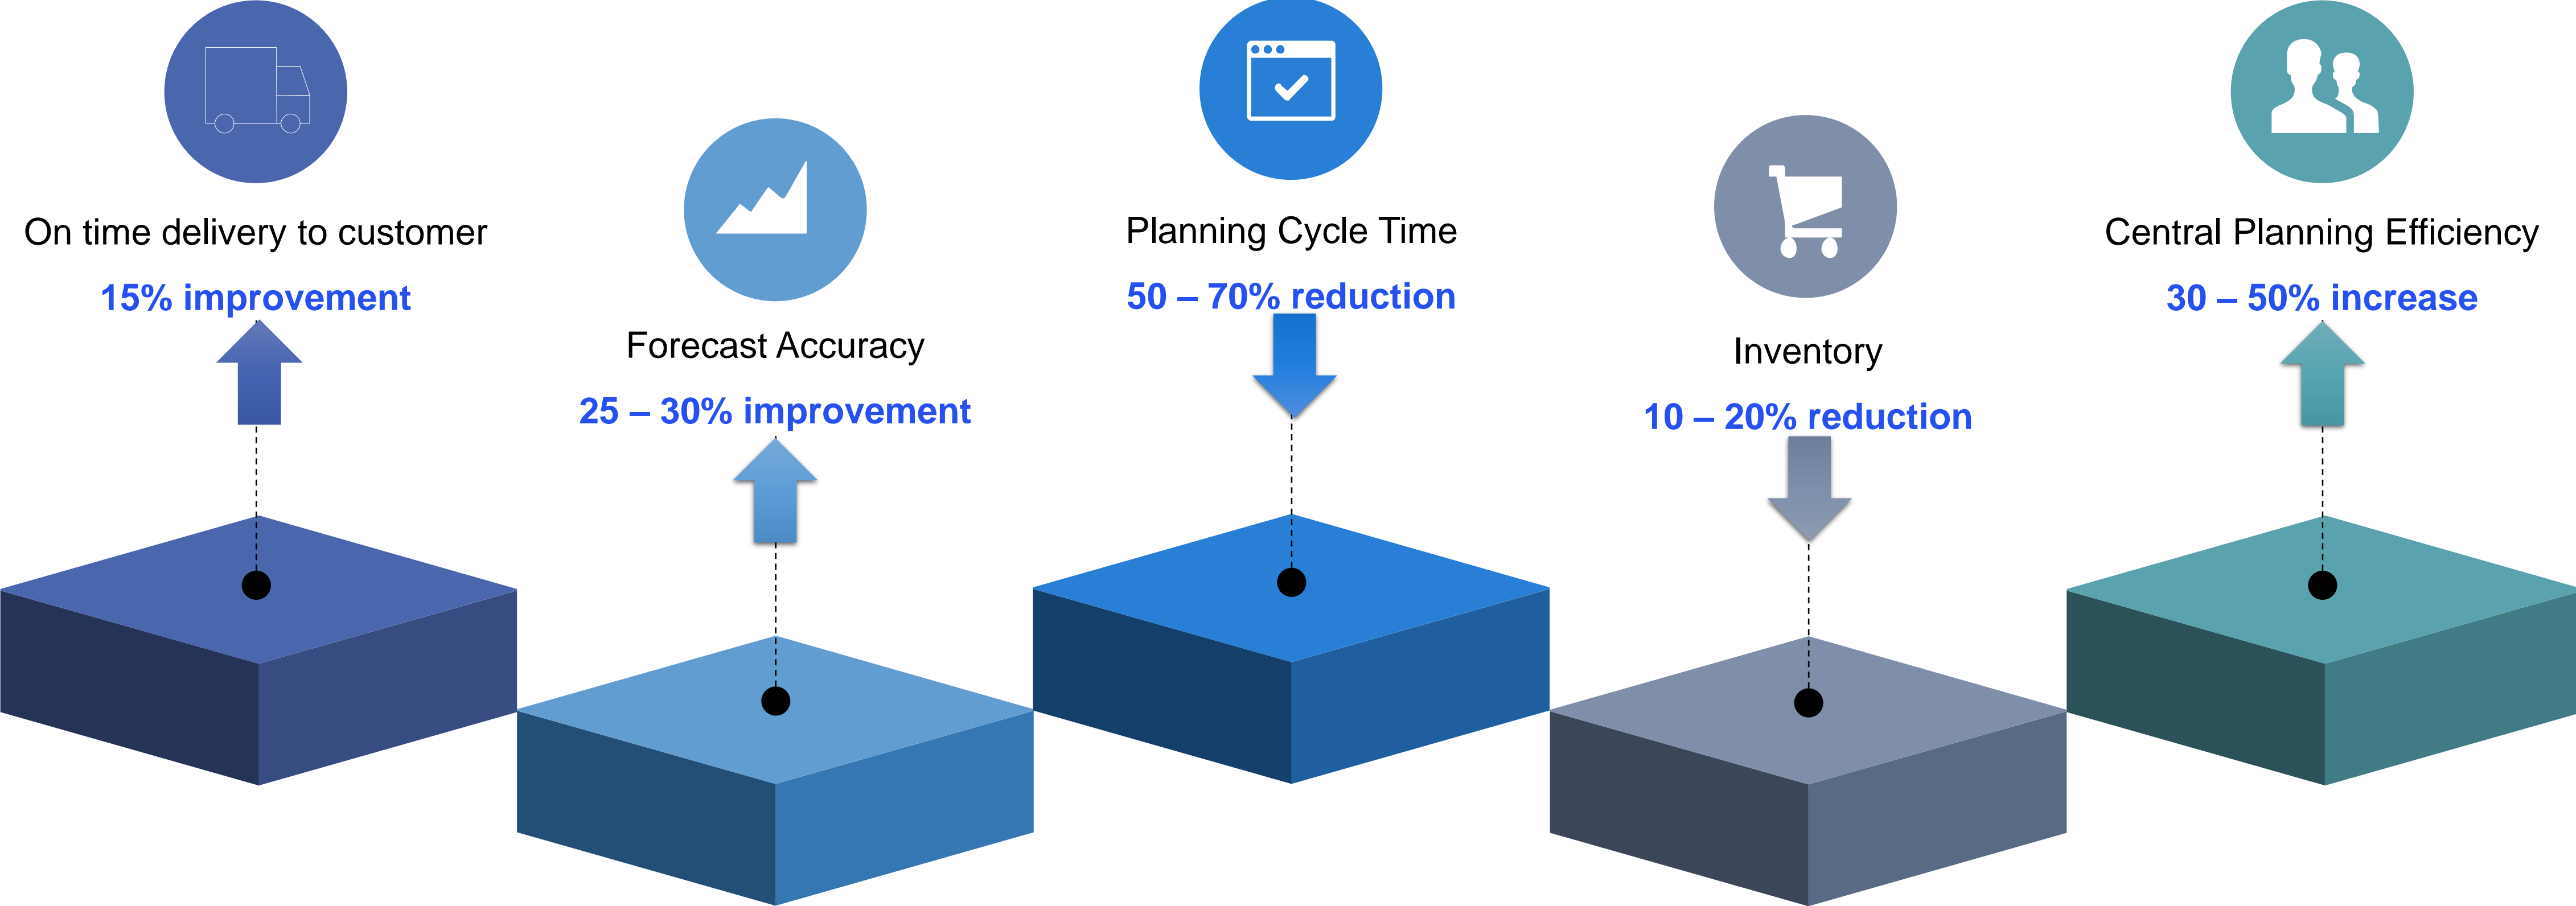 On time delivery to customer
15% improvement
Forecast Accuracy
25 – 30% improvement
Planning Cycle Time
50 – 70% reduction
Inventory
10 – 20% reduction
Central Planning Efficiency
30 – 50% increase